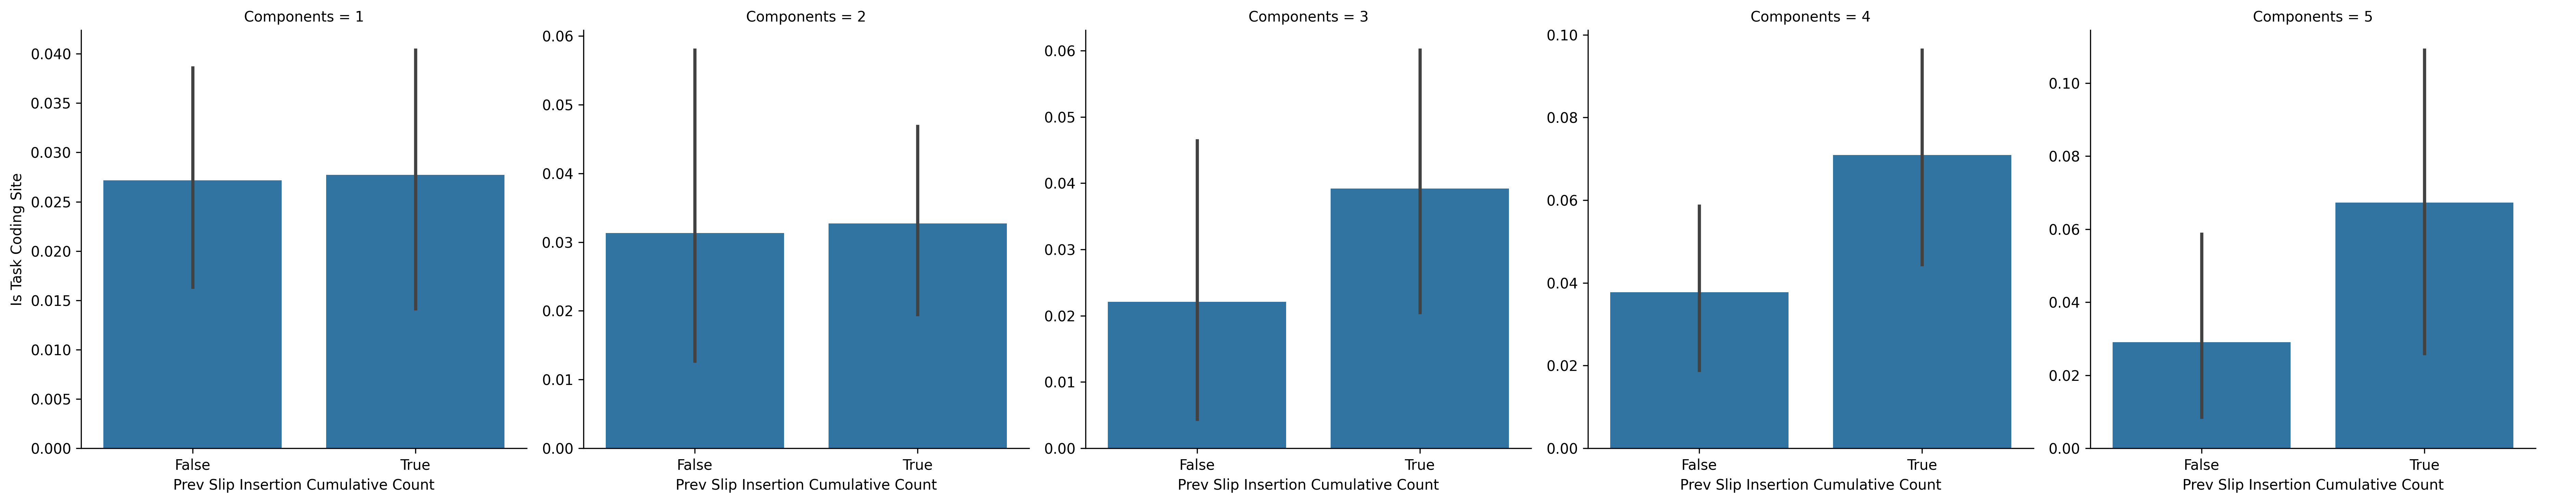 Components = 1
Components = 2
Components = 3
Components = 4
Components = 5
Is Task Coding Site
0.040
0.035
0.030
0.025
0.020
0.015
0.010
0.005
0.000
False
True
Prev Slip Insertion Cumulative Count
0.06
0.05
0.04
0.03
0.02
0.01
0.00
False
True
Prev Slip Insertion Cumulative Count
0.06
0.05
0.04
0.03
0.02
0.01
0.00
False
True
Prev Slip Insertion Cumulative Count
0.10
0.08
0.06
0.04
0.02
0.00
False
True
Prev Slip Insertion Cumulative Count
0.10
0.08
0.06
0.04
0.02
0.00
False
True
Prev Slip Insertion Cumulative Count